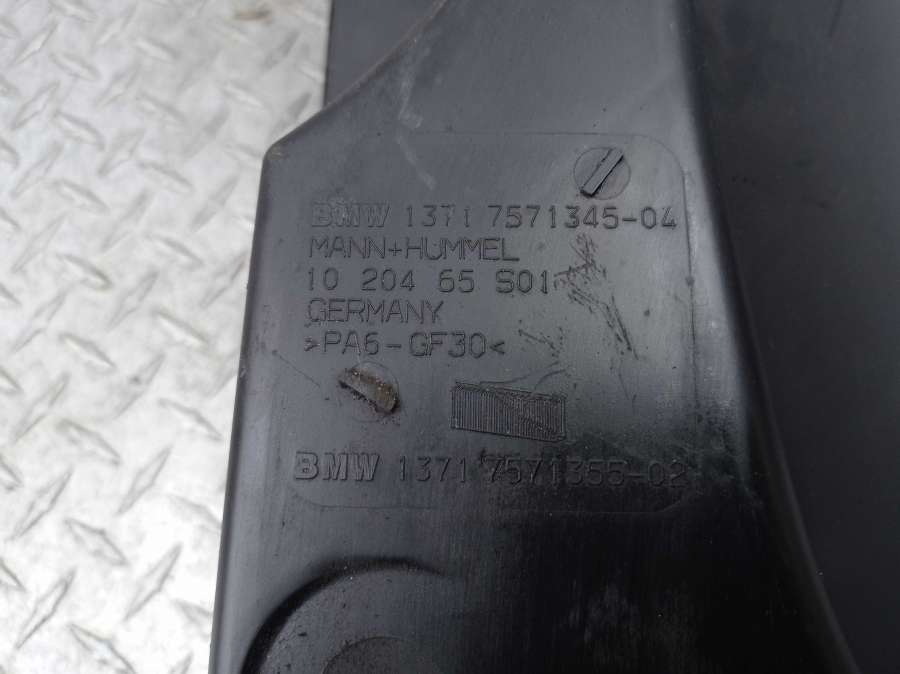 BMW 1371 7571345-04
MANN+HUMMEL
10 204 65 S01
GERMANY
>PA6-GF30<
BMW 1371 7571355-02